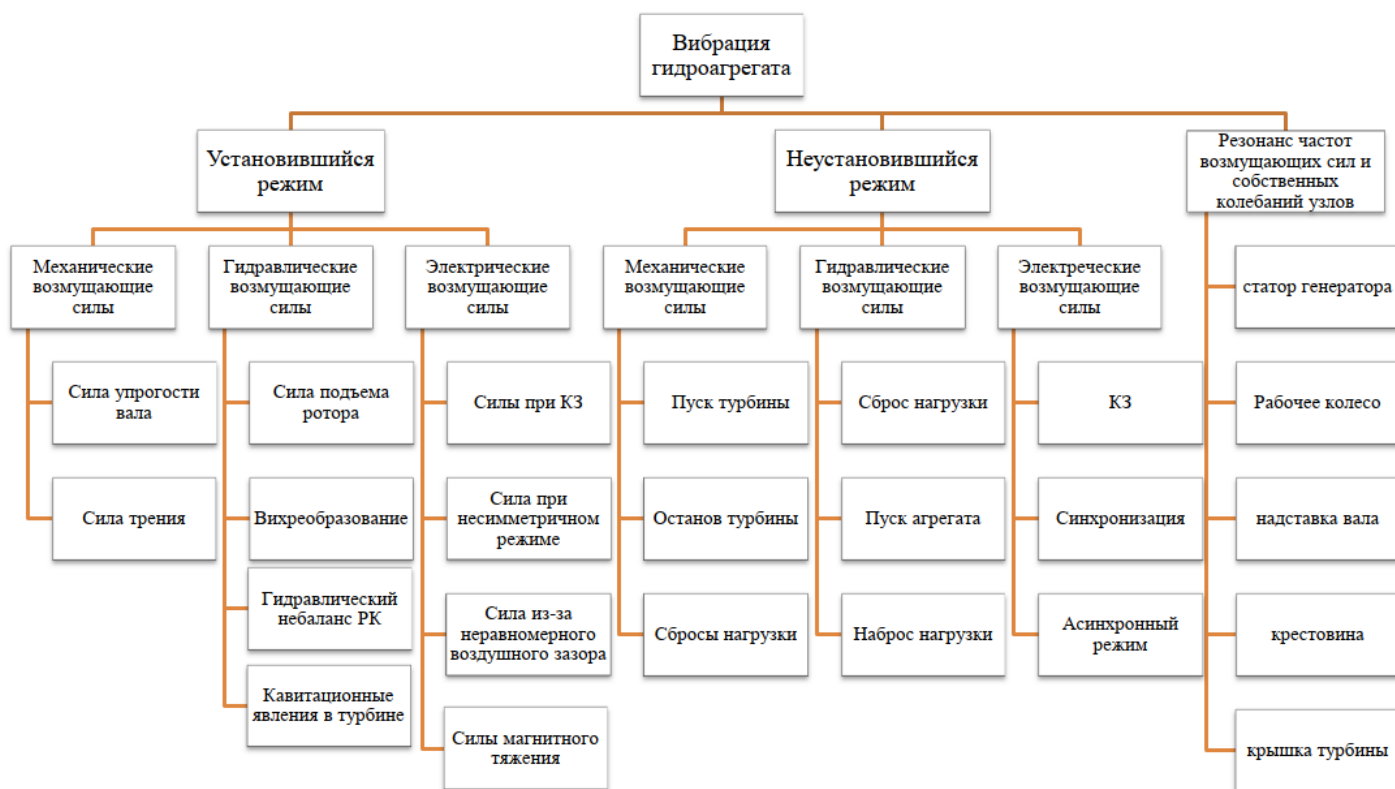 Вибрация
гидроагрегата
Установившийся
режим
Неустановившийся
режим
Резонанс частот
возмущающих сил и
собственных
колебаний узлов
Механические
возмущающие
силы
Гидравлические
возмущающие
силы
Электрические
возмущающие
силы
Механические
возмущающие
силы
Гидравлические
возмущающие
силы
Электреческие
возмущающие
силы
Сила упрогости
вала
Сила трения
Сила подъема
ротора
Вихреобразование
Гидравлический
небаланс РК
Кавитационные
явления в турбине
Силы при КЗ
Сила при
несимметричном
режиме
Сила из-за
неравномерного
воздушного зазора
Силы магнитного
тяжения
Пуск турбины
Останов турбины
Сбросы нагрузки
Сброс нагрузки
Пуск агрегата
Наброс нагрузки
КЗ
Синхронизация
Асинхронный
режим
статор генератора
Рабочее колесо
надставка вала
крестовина
крышка турбины